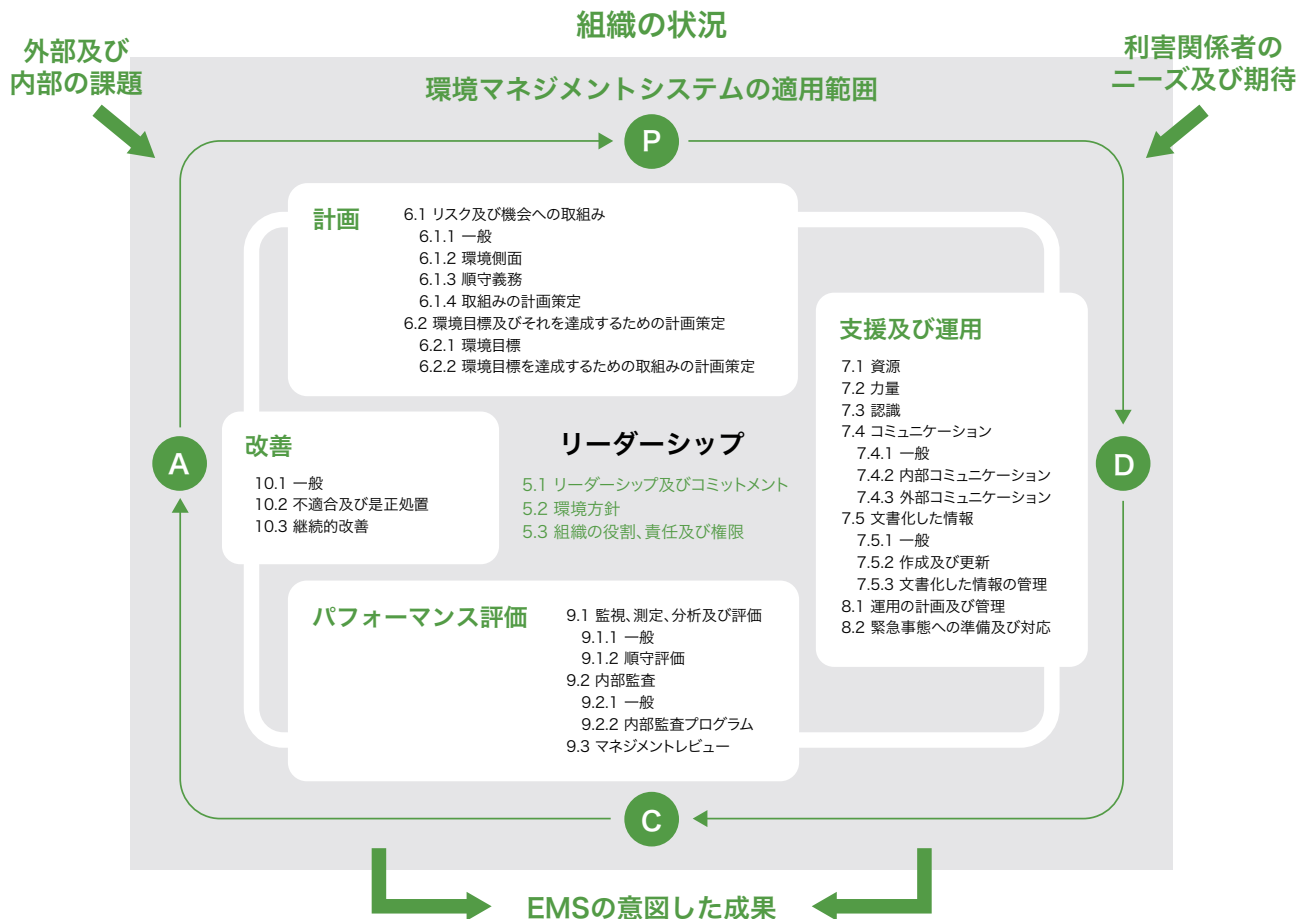 組織の状況
外部及び
内部の課題
利害関係者の
ニーズ及び期待
環境マネジメントシステムの適用範囲
P
計画
6.1 リスク及び機会への取組み
6.1.1 一般
6.1.2 環境側面
6.1.3 順守義務
6.1.4 取組みの計画策定
6.2 環境目標及びそれを達成するための計画策定
6.2.1 環境目標
6.2.2 環境目標を達成するための取組みの計画策定
支援及び運用
7.1 資源
7.2 力量
7.3 認識
7.4 コミュニケーション
7.4.1 一般
7.4.2 内部コミュニケーション
7.4.3 外部コミュニケーション
7.5 文書化した情報
7.5.1 一般
7.5.2 作成及び更新
7.5.3 文書化した情報の管理
8.1 運用の計画及び管理
8.2 緊急事態への準備及び対応
D
A
改善
10.1 一般
10.2 不適合及び是正処置
10.3 継続的改善
リーダーシップ
5.1 リーダーシップ及びコミットメント
5.2 環境方針
5.3 組織の役割、責任及び権限
パフォーマンス評価
9.1 監視、測定、分析及び評価
9.1.1 一般
9.1.2 順守評価
9.2 内部監査
9.2.1 一般
9.2.2 内部監査プログラム
9.3 マネジメントレビュー
C
EMSの意図した成果